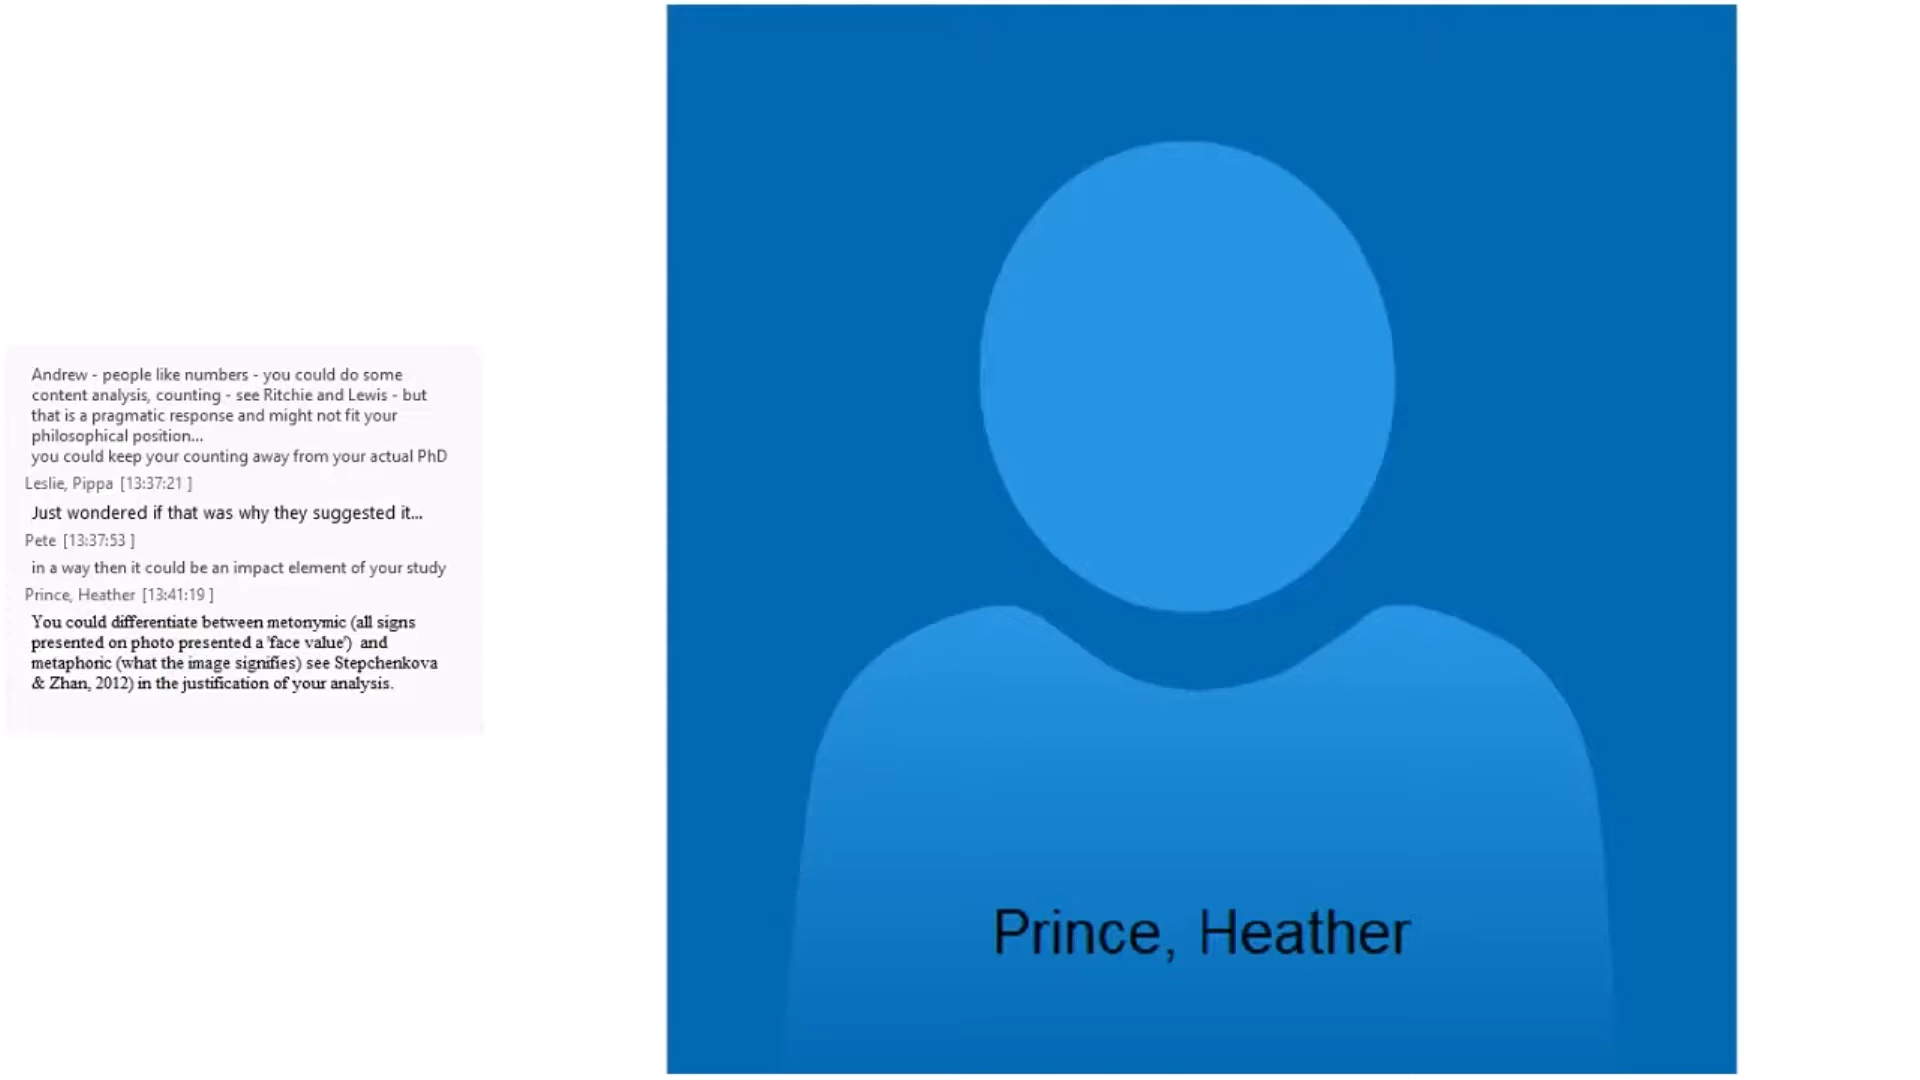 Andrew - people like numbers - you could do some
content analysis, counting - see Ritchie and Lewis - but
that is a pragmatic response and might not fit your
philosophical position...
you could keep your counting away from your actual PhD
Leslie, Pippa [13:37:21 ]
Just wondered if that was why they suggested it...
Pete [13:37:53 ]
in a way then it could be an impact element of your study
Prince, Heather [13:41:19 ]
You could differentiate between metonymic (all signs
presented on photo presented a 'face value') and
metaphoric (what the image signifies) see Stepchenkova
& Zhan, 2012) in the justification of your analysis.
Prince, Heather